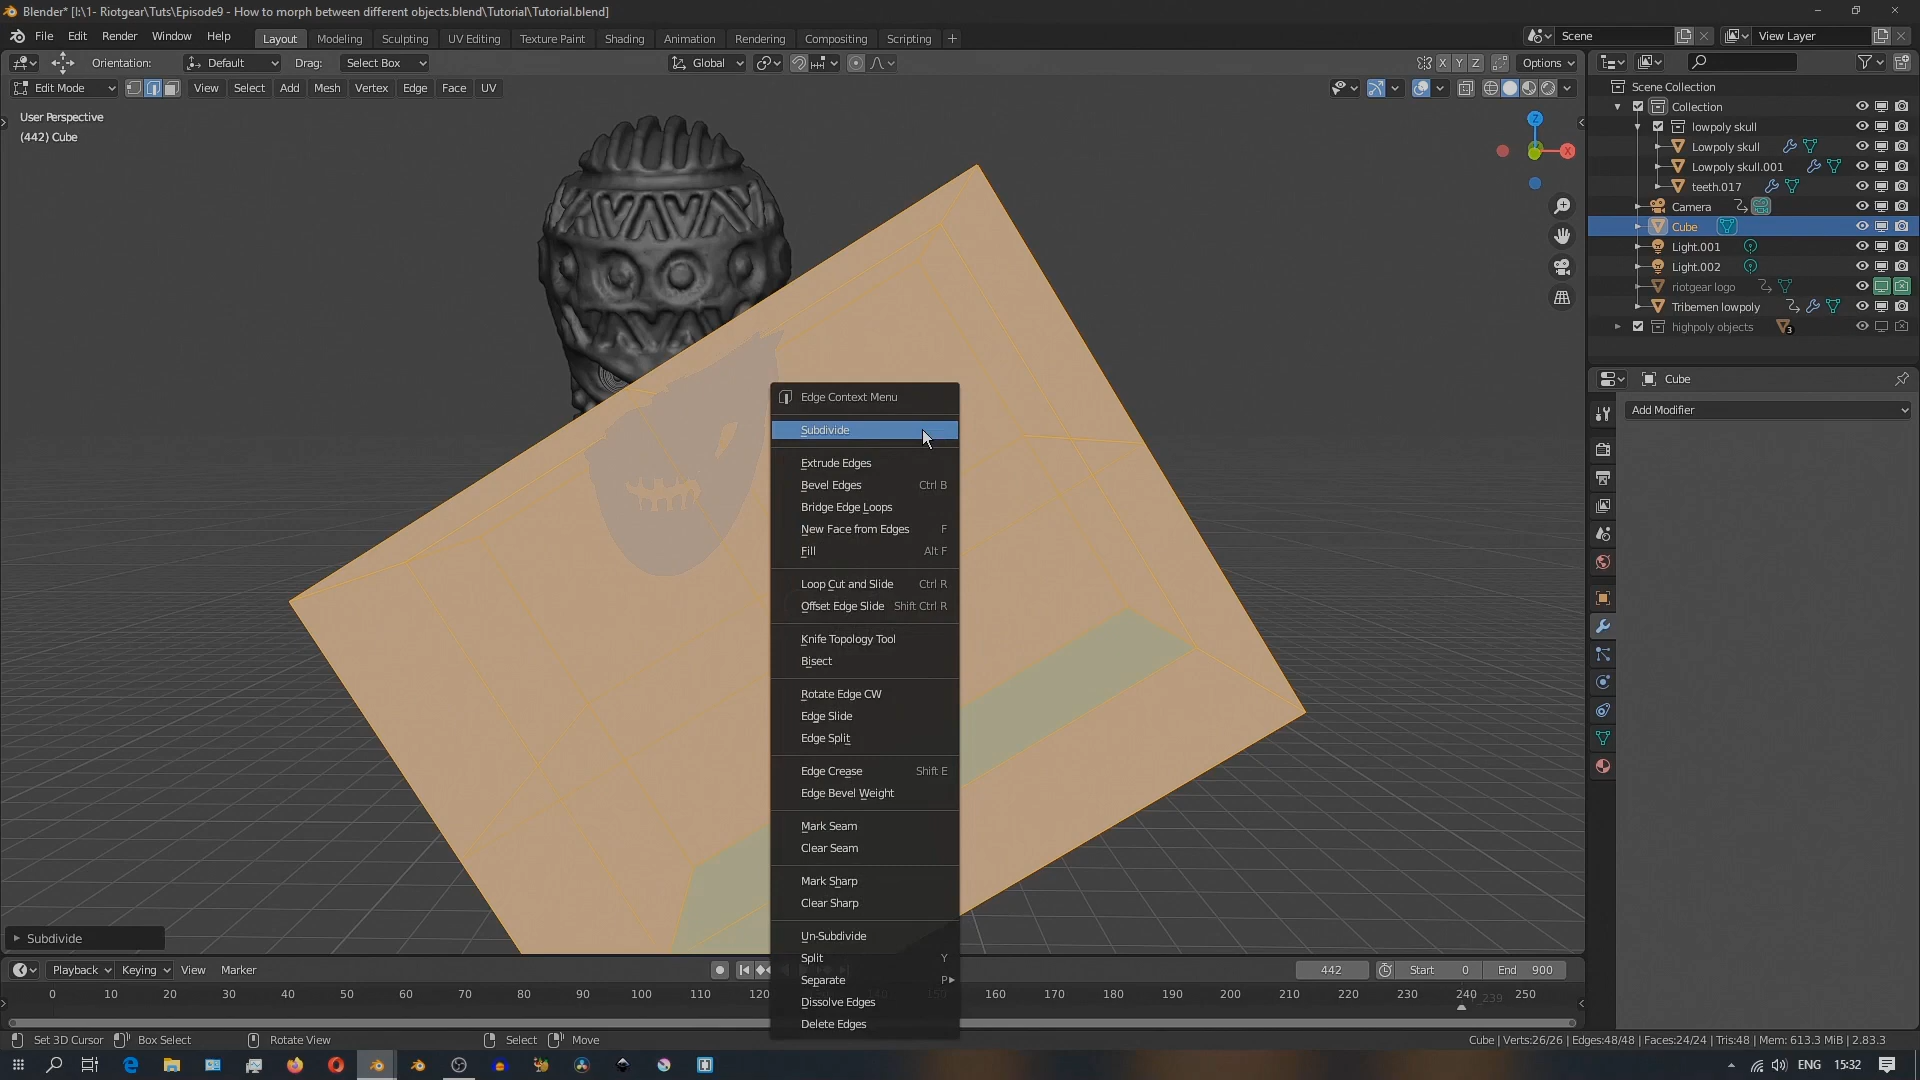 Blender* [I:\1- Riotgear\Tuts\Episode9 - How to morph between different objects.blend\Tutorial\Tutorial.blend]
File Edit Render Window Help Layout Modeling Sculpting UV Editing Texture Paint Shading Animation Rendering Compositing Scripting + Scene View Layer
Orientation: Default Drag: Select Box Global X Y Z Options
Edit Mode View Select Add Mesh Vertex Edge Face UV
User Perspective
(442) Cube
Z
X
Scene Collection
Collection
lowpoly skull
Lowpoly skull
Lowpoly skull.001
teeth.017
Camera
Cube
Light.001
Light.002
riotgear logo
Tribemen lowpoly
highpoly objects 3
Cube
Add Modifier
Edge Context Menu
Subdivide
Extrude Edges
Bevel Edges Ctrl B
Bridge Edge Loops
New Face from Edges F
Fill Alt F
Loop Cut and Slide Ctrl R
Offset Edge Slide Shift Ctrl R
Knife Topology Tool
Bisect
Rotate Edge CW
Edge Slide
Edge Split
Edge Crease Shift E
Edge Bevel Weight
Mark Seam
Clear Seam
Mark Sharp
Clear Sharp
Un-Subdivide
Split Y
Separate P
Dissolve Edges
Delete Edges
Subdivide
Playback Keying View Marker 442 Start 0 End 900
0 10 20 30 40 50 60 70 80 90 100 110 120 160 170 180 190 200 210 220 230 240 250
F_239
Set 3D Cursor Box Select Rotate View Select Move Cube | Verts:26/26 | Edges:48/48 | Faces:24/24 | Tris:48 | Mem: 613.3 MiB | 2.83.3
ENG 15:32